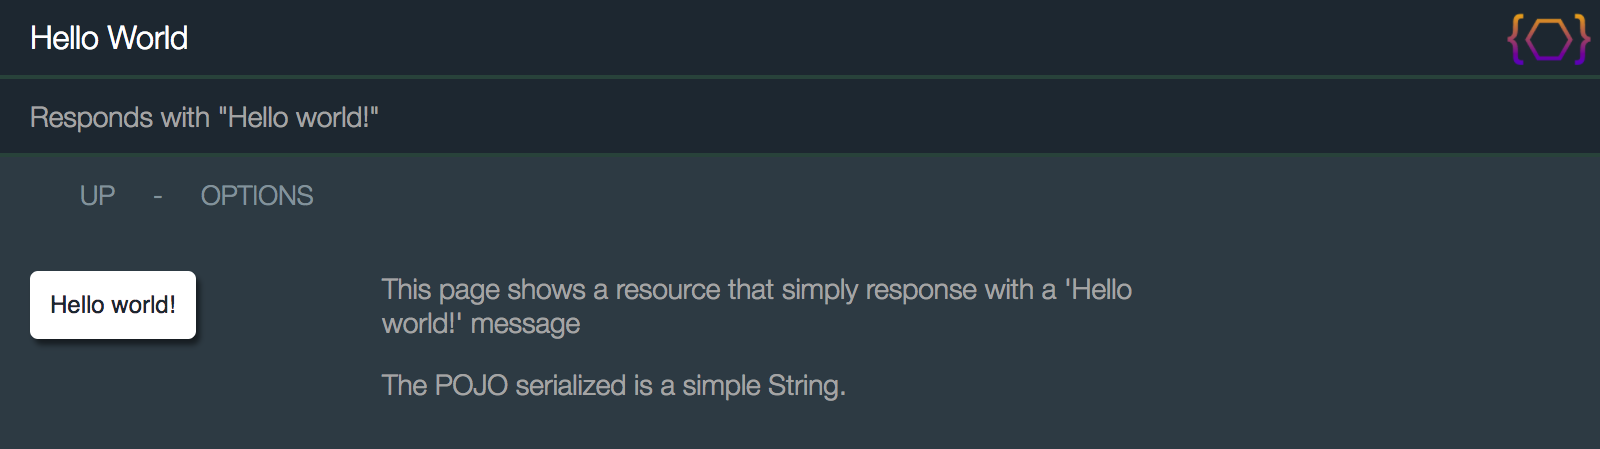 Hello World
Responds with "Hello world!"
UP - OPTIONS
Hello world!
This page shows a resource that simply response with a 'Hello
world!' message
The POJO serialized is a simple String.